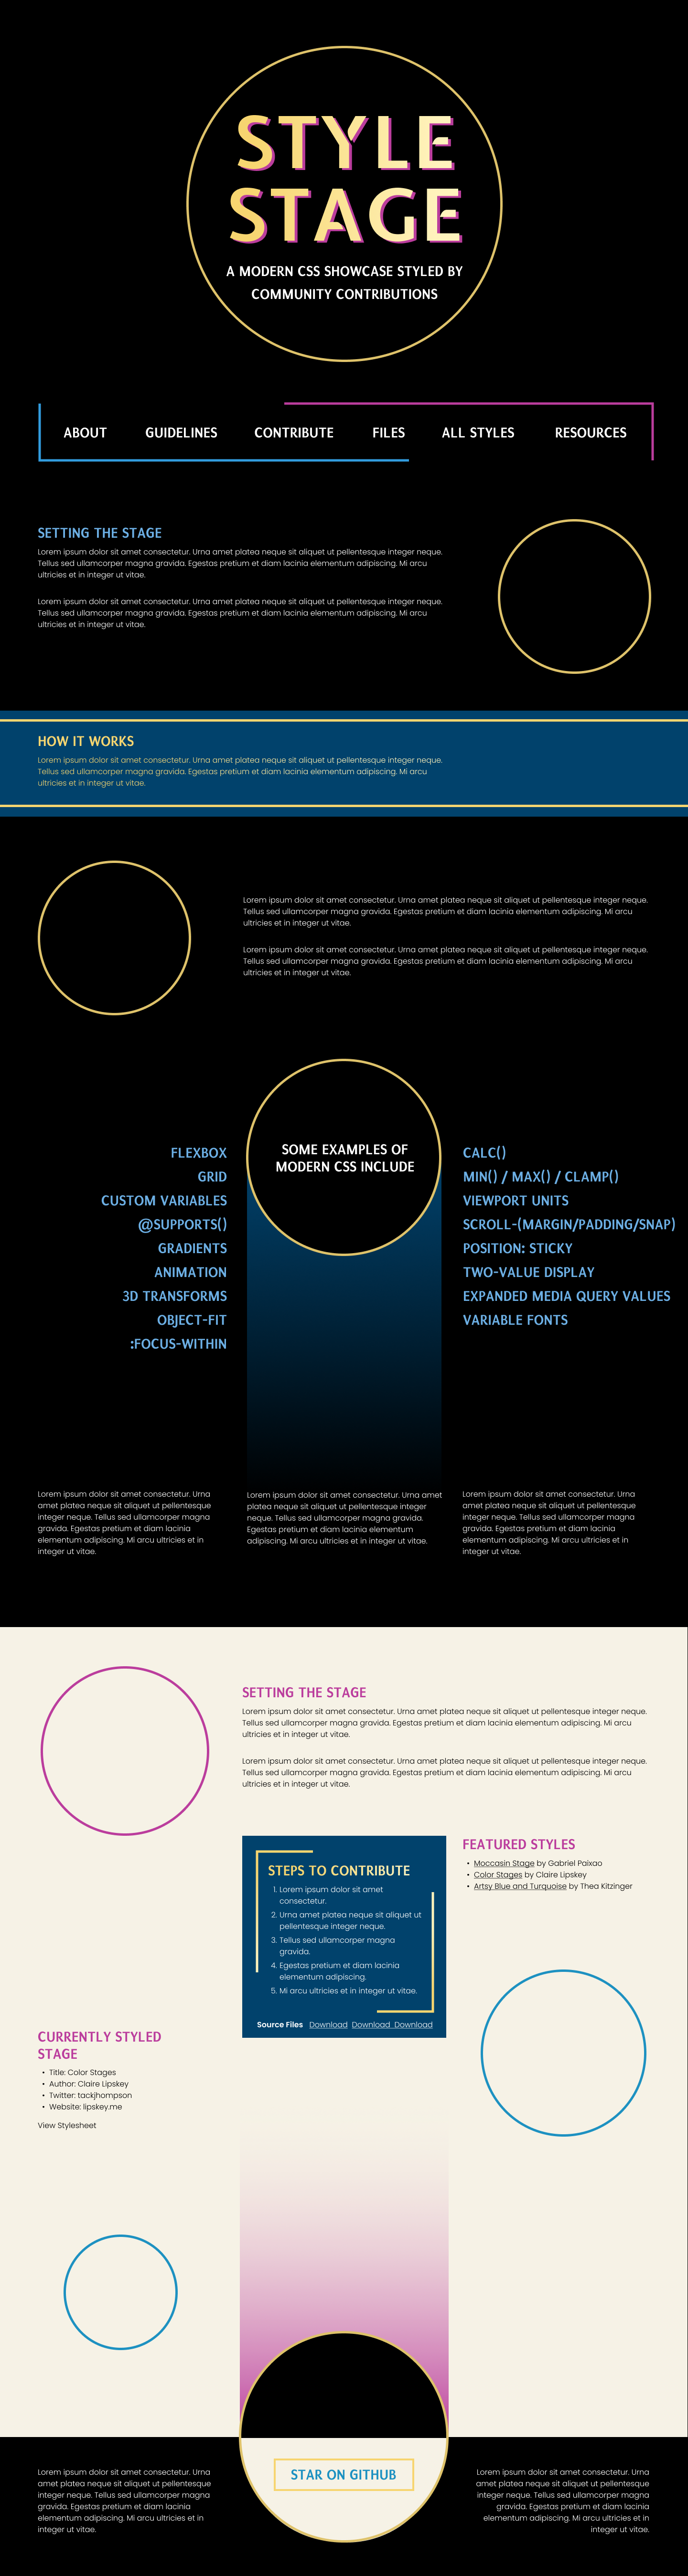 STYLE
STAGE
A MODERN CSS SHOWCASE STYLED BY
COMMUNITY CONTRIBUTIONS
ABOUT GUIDELINES CONTRIBUTE FILES ALL STYLES RESOURCES
SETTING THE STAGE
Lorem ipsum dolor sit amet consectetur. Urna amet platea neque sit aliquet ut pellentesque integer neque.
Tellus sed ullamcorper magna gravida. Egestas pretium et diam lacinia elementum adipiscing. Mi arcu
ultricies et in integer ut vitae.
Lorem ipsum dolor sit amet consectetur. Urna amet platea neque sit aliquet ut pellentesque integer neque.
Tellus sed ullamcorper magna gravida. Egestas pretium et diam lacinia elementum adipiscing. Mi arcu
ultricies et in integer ut vitae.
HOW IT WORKS
Lorem ipsum dolor sit amet consectetur. Urna amet platea neque sit aliquet ut pellentesque integer neque.
Tellus sed ullamcorper magna gravida. Egestas pretium et diam lacinia elementum adipiscing. Mi arcu
ultricies et in integer ut vitae.
Lorem ipsum dolor sit amet consectetur. Urna amet platea neque sit aliquet ut pellentesque integer neque.
Tellus sed ullamcorper magna gravida. Egestas pretium et diam lacinia elementum adipiscing. Mi arcu
ultricies et in integer ut vitae.
Lorem ipsum dolor sit amet consectetur. Urna amet platea neque sit aliquet ut pellentesque integer neque.
Tellus sed ullamcorper magna gravida. Egestas pretium et diam lacinia elementum adipiscing. Mi arcu
ultricies et in integer ut vitae.
SOME EXAMPLES OF
MODERN CSS INCLUDE
FLEXBOX
GRID
CUSTOM VARIABLES
@SUPPORTS()
GRADIENTS
ANIMATION
3D TRANSFORMS
OBJECT-FIT
:FOCUS-WITHIN
CALC()
MIN() / MAX() / CLAMP()
VIEWPORT UNITS
SCROLL-(MARGIN/PADDING/SNAP)
POSITION: STICKY
TWO-VALUE DISPLAY
EXPANDED MEDIA QUERY VALUES
VARIABLE FONTS
Lorem ipsum dolor sit amet consectetur. Urna
amet platea neque sit aliquet ut pellentesque
integer neque. Tellus sed ullamcorper magna
gravida. Egestas pretium et diam lacinia
elementum adipiscing. Mi arcu ultricies et in
integer ut vitae.
Lorem ipsum dolor sit amet consectetur. Urna amet
platea neque sit aliquet ut pellentesque integer
neque. Tellus sed ullamcorper magna gravida.
Egestas pretium et diam lacinia elementum
adipiscing. Mi arcu ultricies et in integer ut vitae.
Lorem ipsum dolor sit amet consectetur. Urna
amet platea neque sit aliquet ut pellentesque
integer neque. Tellus sed ullamcorper magna
gravida. Egestas pretium et diam lacinia
elementum adipiscing. Mi arcu ultricies et in
integer ut vitae.
SETTING THE STAGE
Lorem ipsum dolor sit amet consectetur. Urna amet platea neque sit aliquet ut pellentesque integer neque.
Tellus sed ullamcorper magna gravida. Egestas pretium et diam lacinia elementum adipiscing. Mi arcu
ultricies et in integer ut vitae.
Lorem ipsum dolor sit amet consectetur. Urna amet platea neque sit aliquet ut pellentesque integer neque.
Tellus sed ullamcorper magna gravida. Egestas pretium et diam lacinia elementum adipiscing. Mi arcu
ultricies et in integer ut vitae.
STEPS TO CONTRIBUTE
1. Lorem ipsum dolor sit amet
consectetur.
2. Urna amet platea neque sit aliquet ut
pellentesque integer neque.
3. Tellus sed ullamcorper magna
gravida.
4. Egestas pretium et diam lacinia
elementum adipiscing.
5. Mi arcu ultricies et in integer ut vitae.
Source Files Download Download Download
FEATURED STYLES
• Moccasin Stage by Gabriel Paixao
• Color Stages by Claire Lipskey
• Artsy Blue and Turquoise by Thea Kitzinger
CURRENTLY STYLED
STAGE
• Title: Color Stages
• Author: Claire Lipskey
• Twitter: tackjhompson
• Website: lipskey.me
View Stylesheet
STAR ON GITHUB
Lorem ipsum dolor sit amet consectetur. Urna
amet platea neque sit aliquet ut pellentesque
integer neque. Tellus sed ullamcorper magna
gravida. Egestas pretium et diam lacinia
elementum adipiscing. Mi arcu ultricies et in
integer ut vitae.
Lorem ipsum dolor sit amet consectetur. Urna
amet platea neque sit aliquet ut pellentesque
integer neque. Tellus sed ullamcorper magna
gravida. Egestas pretium et diam lacinia
elementum adipiscing. Mi arcu ultricies et in
integer ut vitae.